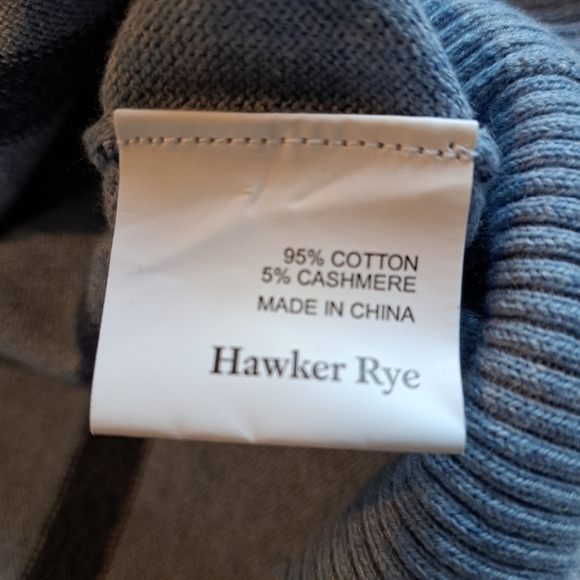 95% COTTON
5% CASHMERE
MADE IN CHINA
Hawker Rye